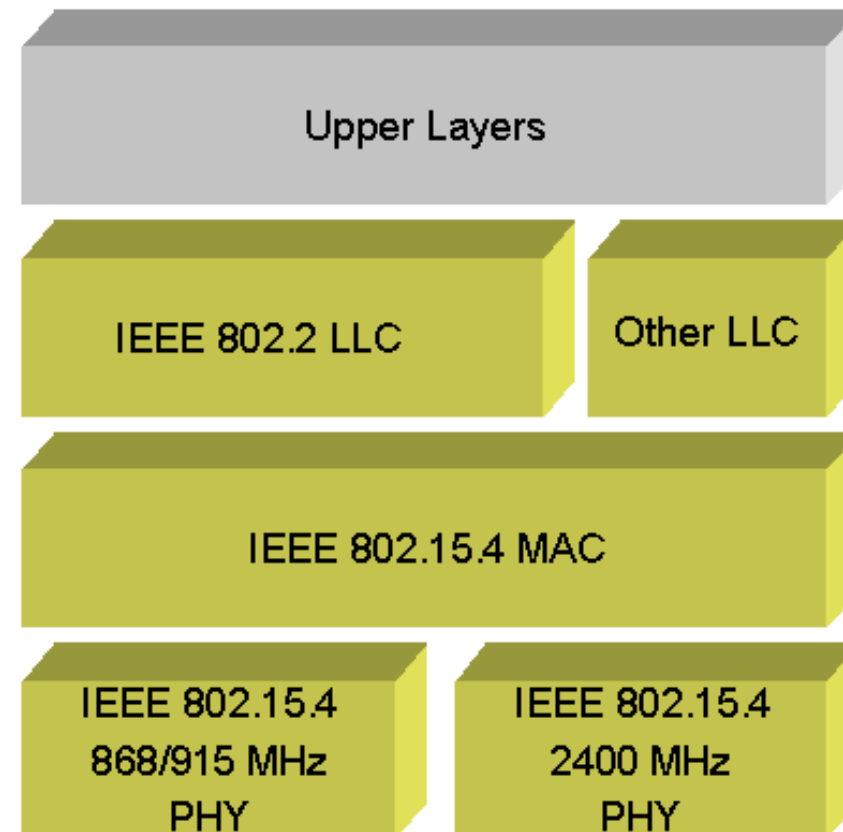 Upper Layers
IEEE 802.2 LLC
Other LLC
IEEE 802.15.4 MAC
IEEE 802.15.4
868/915 MHz
PHY
IEEE 802.15.4
2400 MHz
PHY